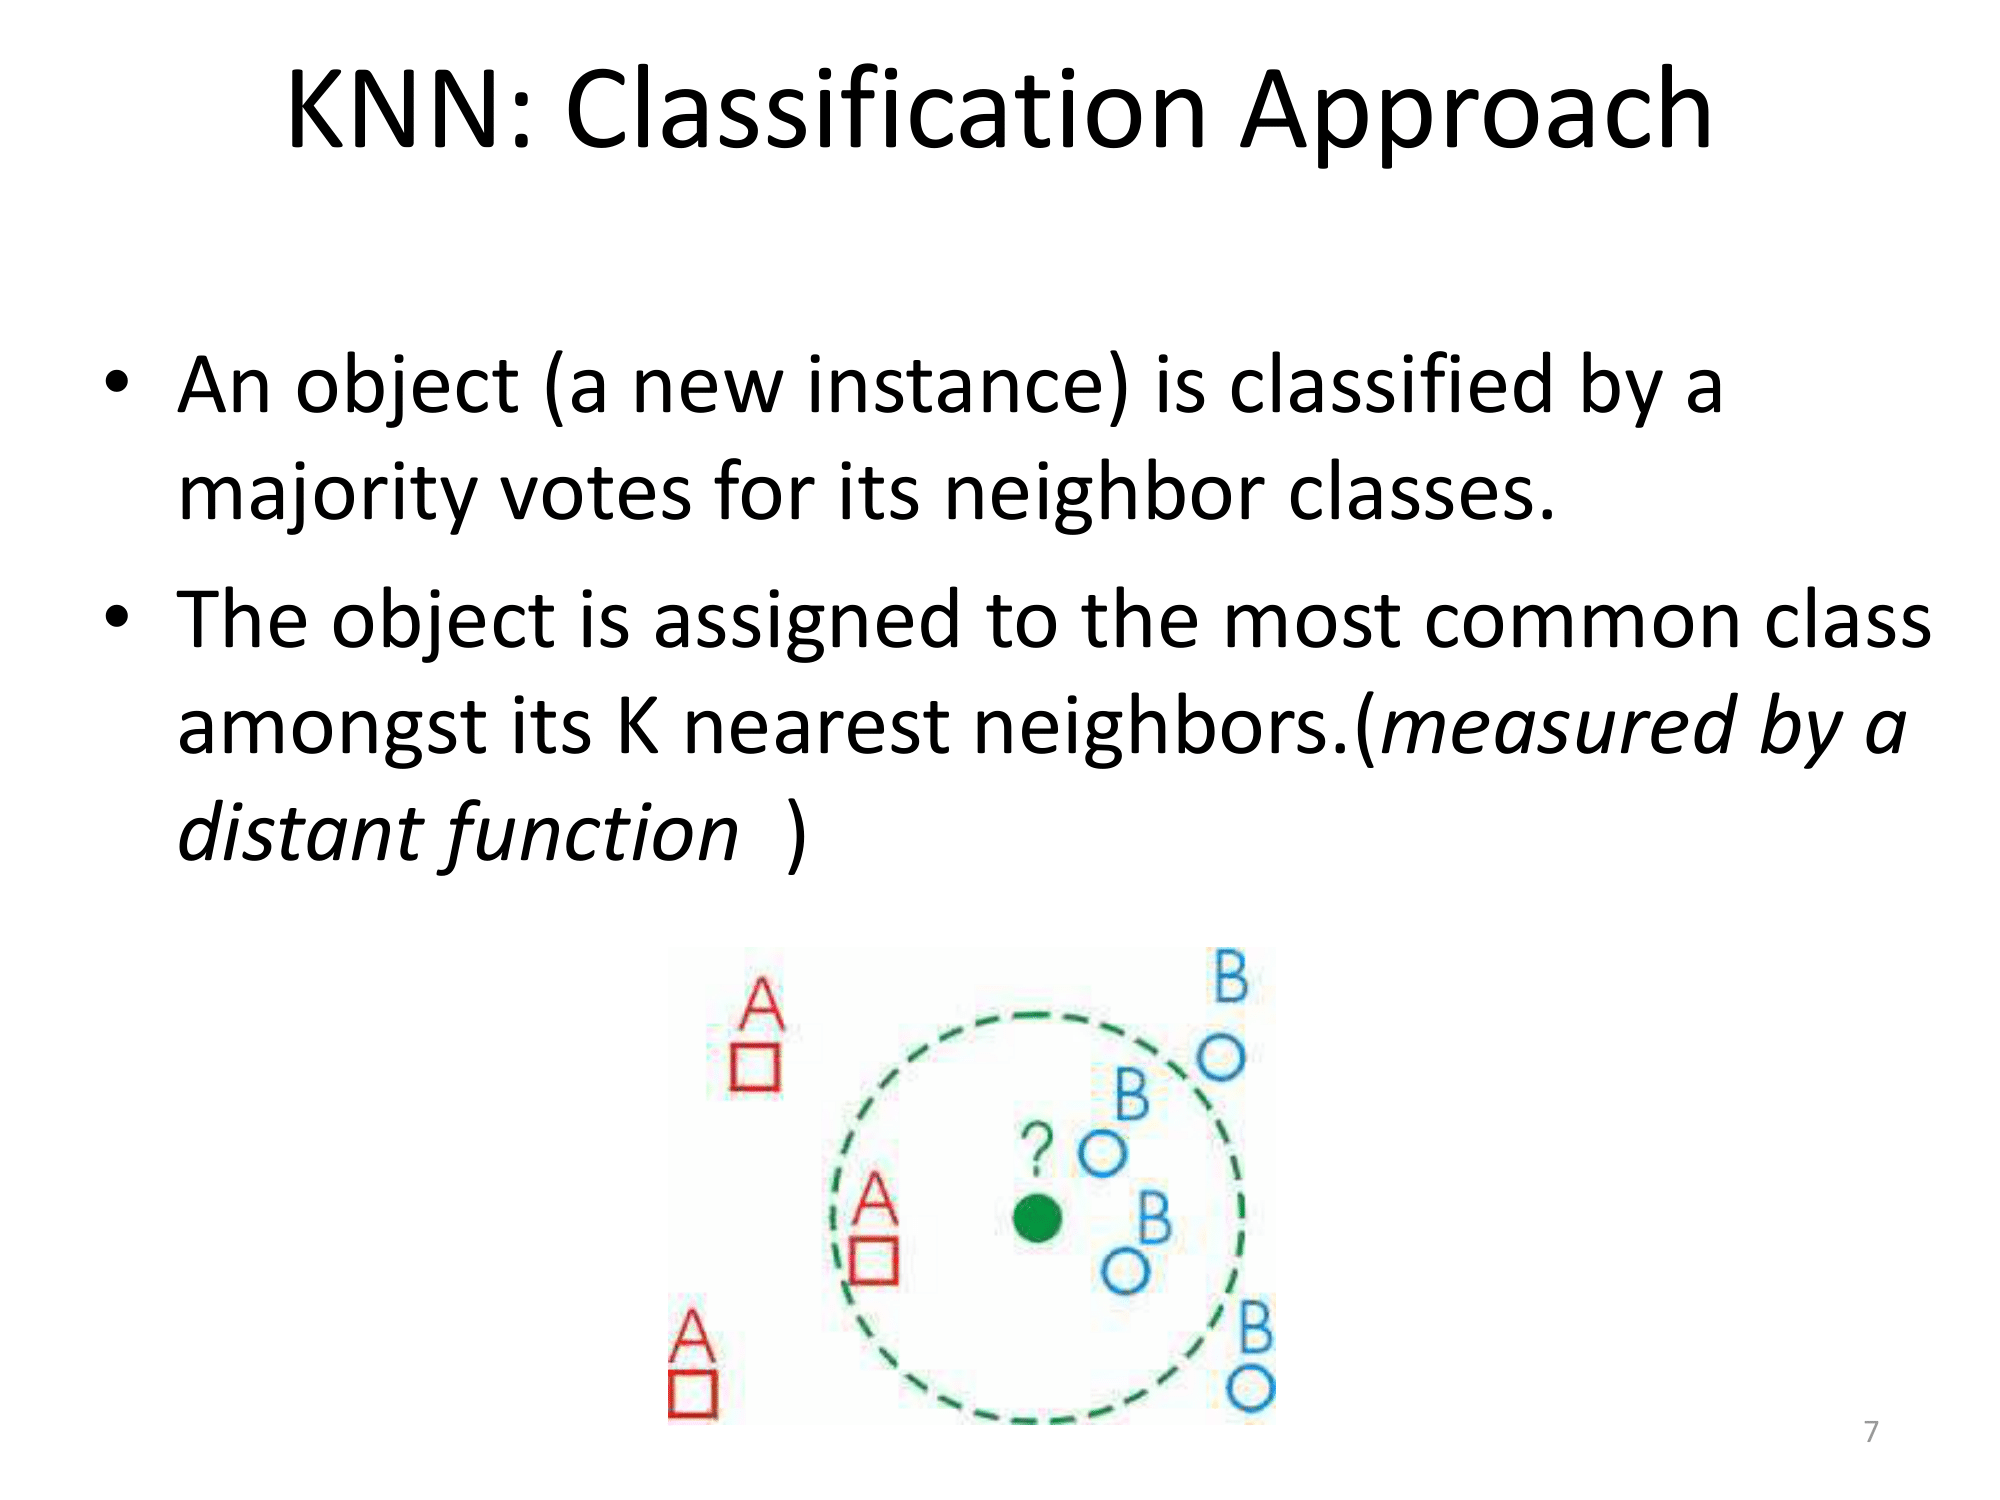 KNN: Classification Approach
• An object (a new instance) is classified by a
majority votes for its neighbor classes.
• The object is assigned to the most common class
amongst its K nearest neighbors.(measured by a
distant function  )
B
A
B
?
A
B
B
A
7